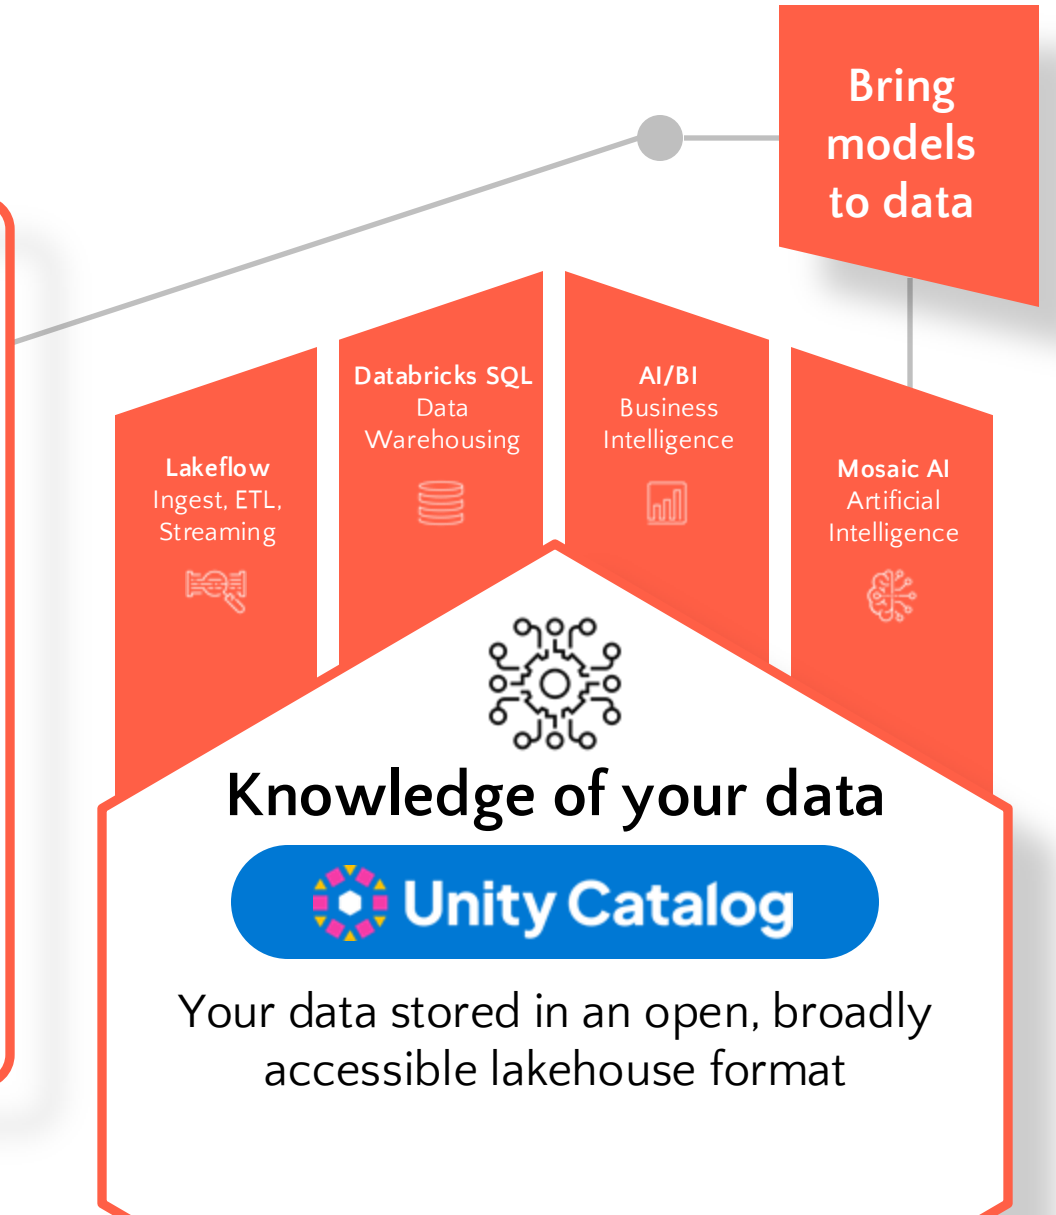 Bring
models
to data
Databricks SQL
Data
Warehousing
AI/BI
Business
Intelligence
Lakeflow
Ingest, ETL,
Streaming
Mosaic AI
Artificial
Intelligence
Knowledge of your data
Unity Catalog
Your data stored in an open, broadly
accessible lakehouse format